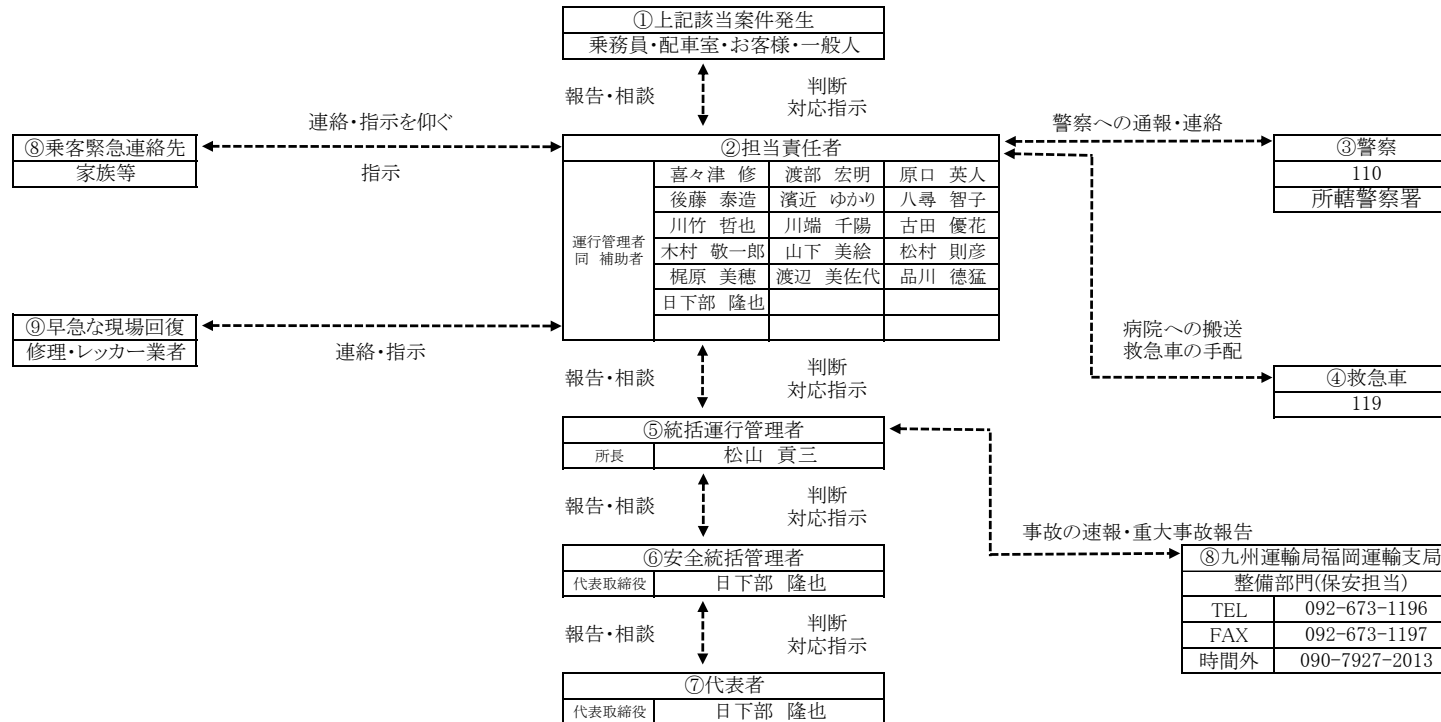 ①上記該当案件発生
乗務員・配車室・お客様・一般人
報告・相談
判断
対応指示
連絡・指示を仰ぐ
指示
⑧乗客緊急連絡先
家族等
警察への通報・連絡
③警察
110
所轄警察署
②担当責任者
運行管理者
同 補助者
喜々津 修 渡部 宏明 原口 英人
後藤 泰造 濱近 ゆかり 八尋 智子
川竹 哲也 川端 千陽 古田 優花
木村 敬一郎 山下 美絵 松村 則彦
梶原 美穂 渡辺 美佐代 品川 徳猛
日下部 隆也
⑨早急な現場回復
修理・レッカー業者
連絡・指示
病院への搬送
救急車の手配
④救急車
119
報告・相談
判断
対応指示
⑤統括運行管理者
所長 松山 貢三
報告・相談
判断
対応指示
事故の速報・重大事故報告
⑧九州運輸局福岡運輸支局
整備部門(保安担当)
TEL 092-673-1196
FAX 092-673-1197
時間外 090-7927-2013
⑥安全統括管理者
代表取締役 日下部 隆也
報告・相談
判断
対応指示
⑦代表者
代表取締役 日下部 隆也